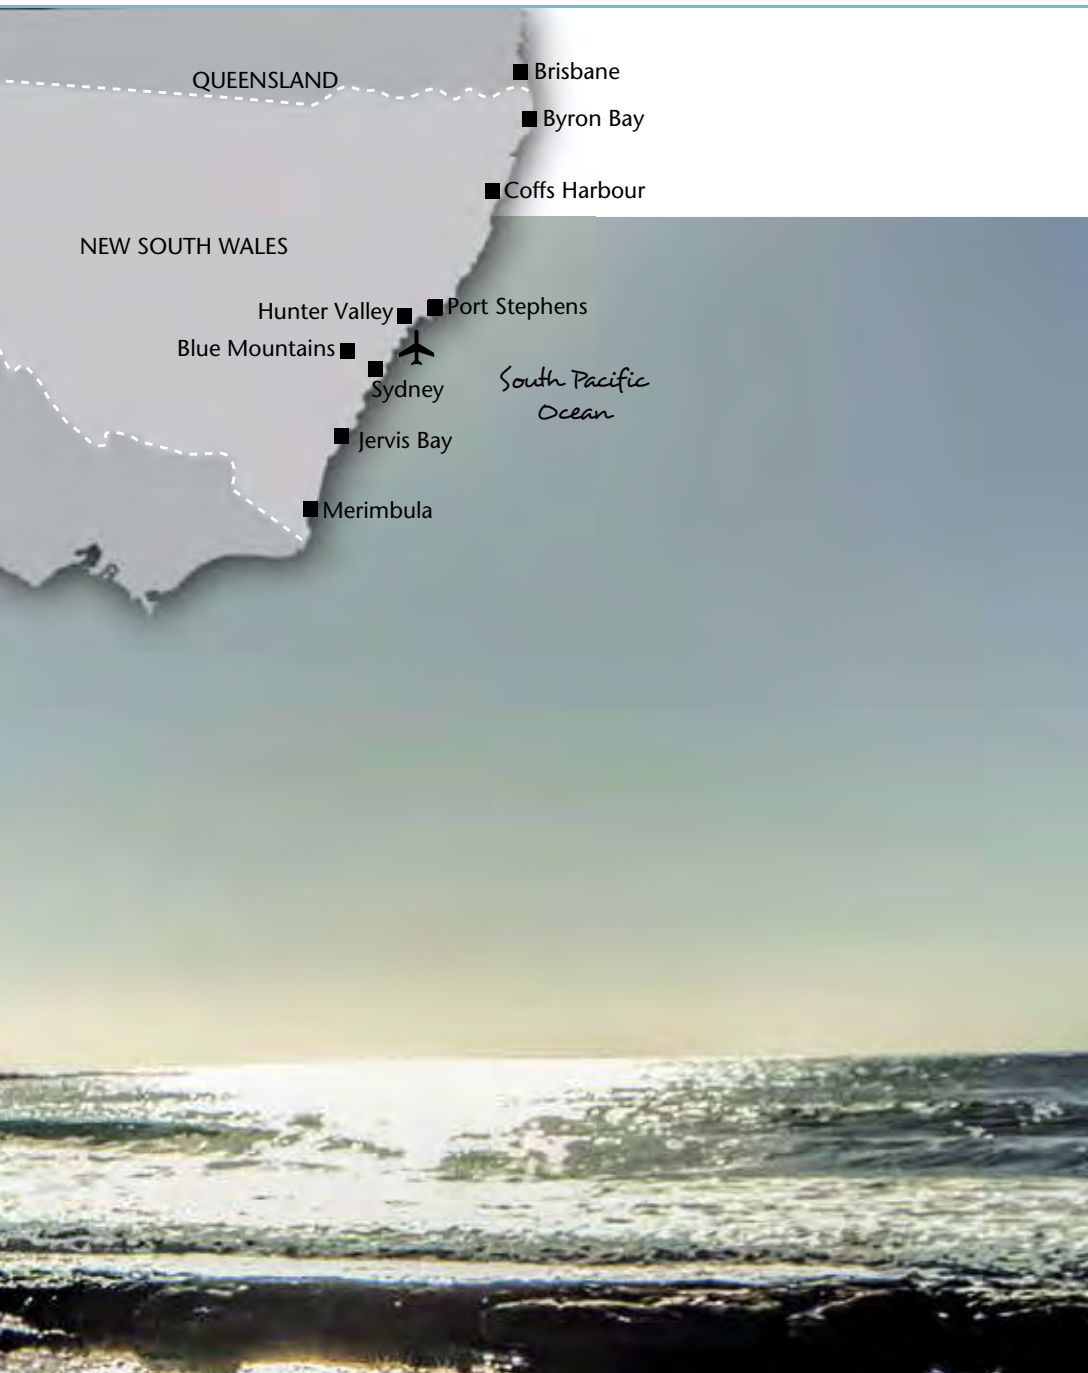 Brisbane
QUEENSLAND
Byron Bay
Coffs Harbour
NEW SOUTH WALES
Port Stephens
Hunter Valley
Blue Mountains
South Pacific
Ocean
Sydney
Jervis Bay
Merimbula